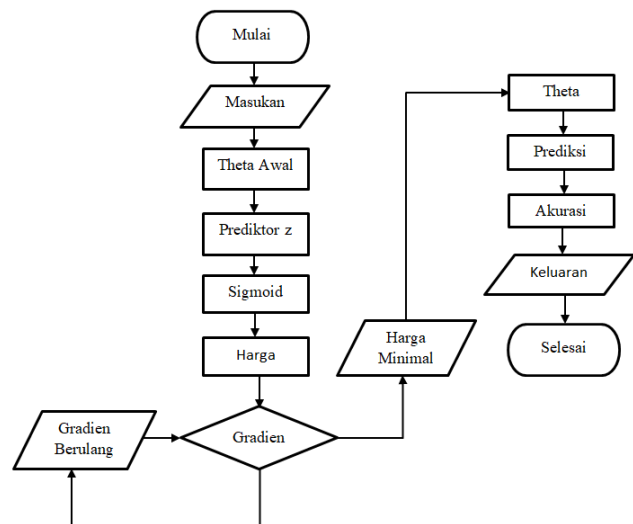 Mulai
Masukan
Theta Awal
Prediktor z
Sigmoid
Harga
Gradien
Gradien
Berulang
Harga
Minimal
Theta
Prediksi
Akurasi
Keluaran
Selesai